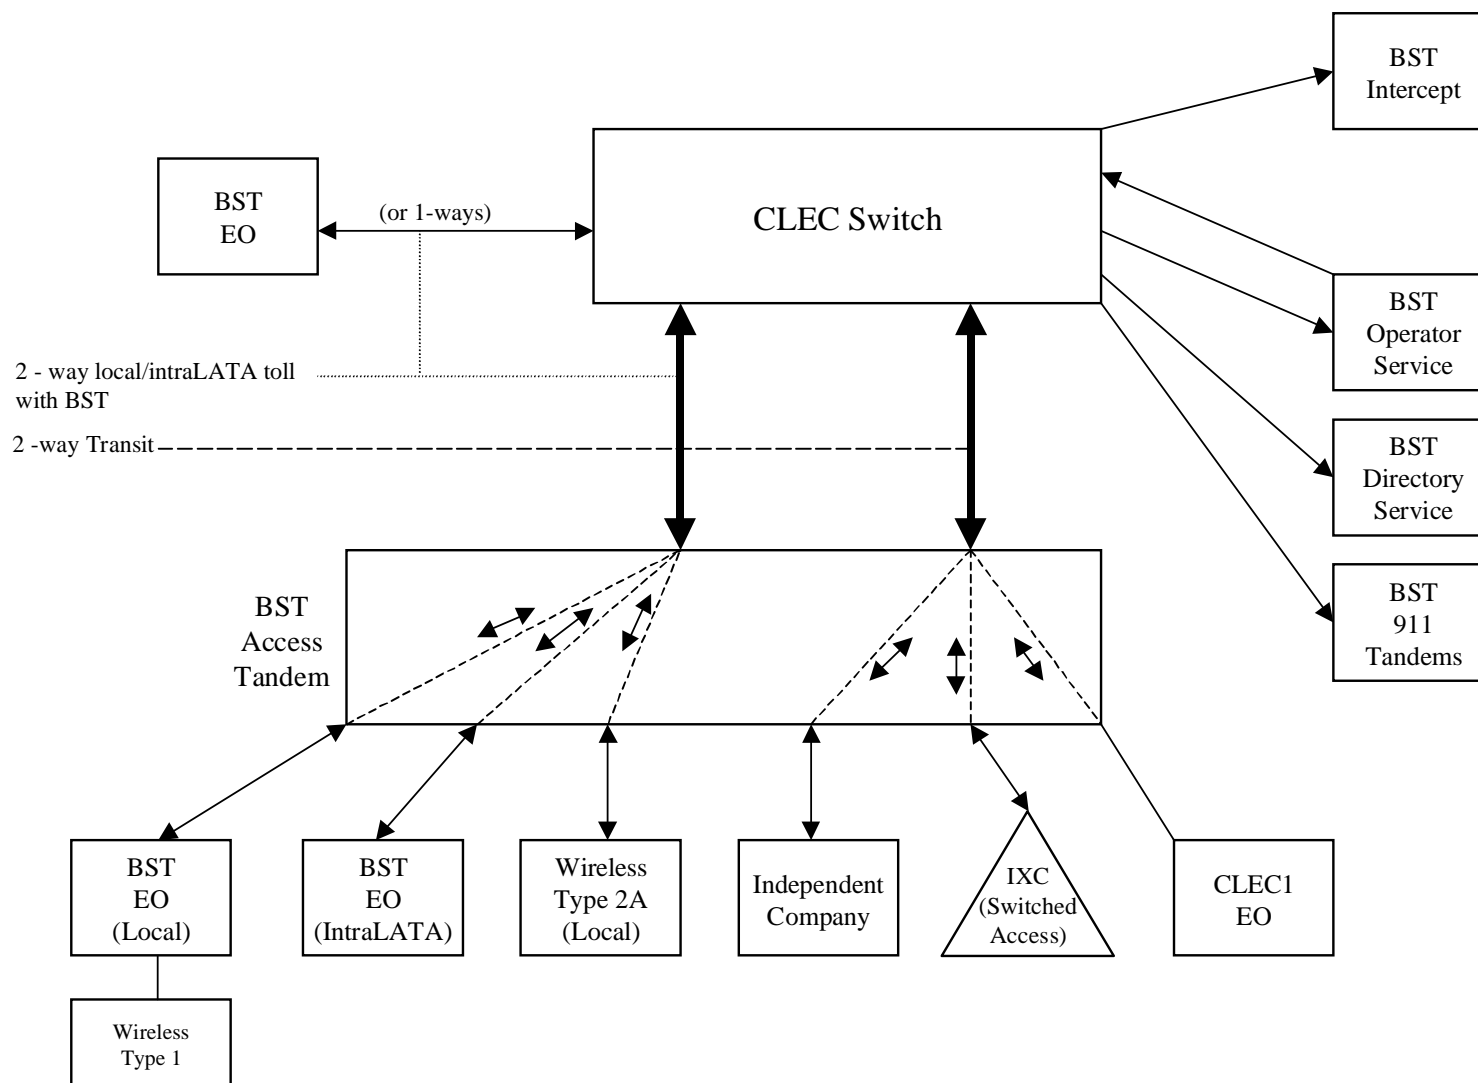 BST
Intercept
BST
EO
(or 1-ways)
CLEC Switch
BST
Operator
Service
2 - way local/intraLATA toll
with BST
2 -way Transit
BST
Directory
Service
BST
911
Tandems
BST
Access
Tandem
BST
EO
(Local)
BST
EO
(IntraLATA)
Wireless
Type 2A
(Local)
Independent
Company
IXC
(Switched
Access)
CLEC1
EO
Wireless
Type 1